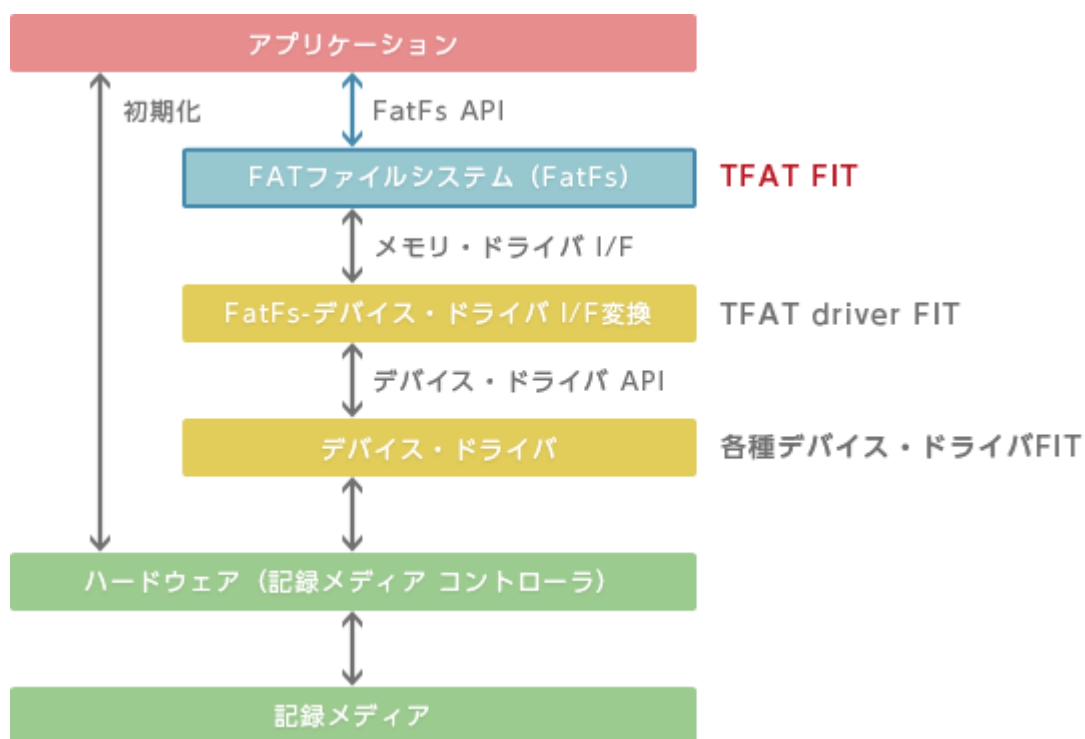 アプリケーション
初期化
FatFs API
FATファイルシステム（FatFs）
TFAT FIT
メモリ・ドライバ I/F
FatFs-デバイス・ドライバ I/F変換
TFAT driver FIT
デバイス・ドライバ API
デバイス・ドライバ
各種デバイス・ドライバFIT
ハードウェア（記録メディア コントローラ）
記録メディア